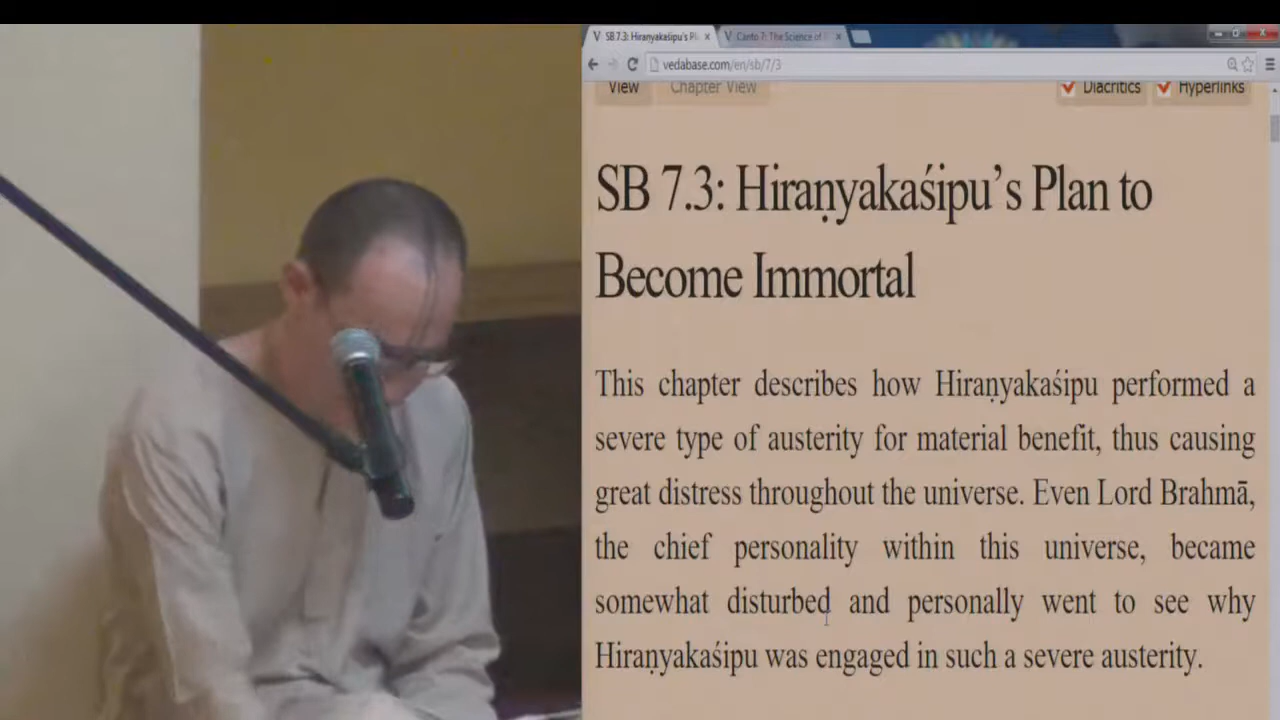 SB 7.3: Hiraṇyakaśipu's Pl
Canto 7: The Science of
vedabase.com/en/sb/7/3
View Chapter View Diacritics Hyperlinks
SB 7.3: Hiraṇyakaśipu’s Plan to
Become Immortal
This chapter describes how Hiraṇyakaśipu performed a
severe type of austerity for material benefit, thus causing
great distress throughout the universe. Even Lord Brahmā,
the chief personality within this universe, became
somewhat disturbed and personally went to see why
Hiraṇyakaśipu was engaged in such a severe austerity.